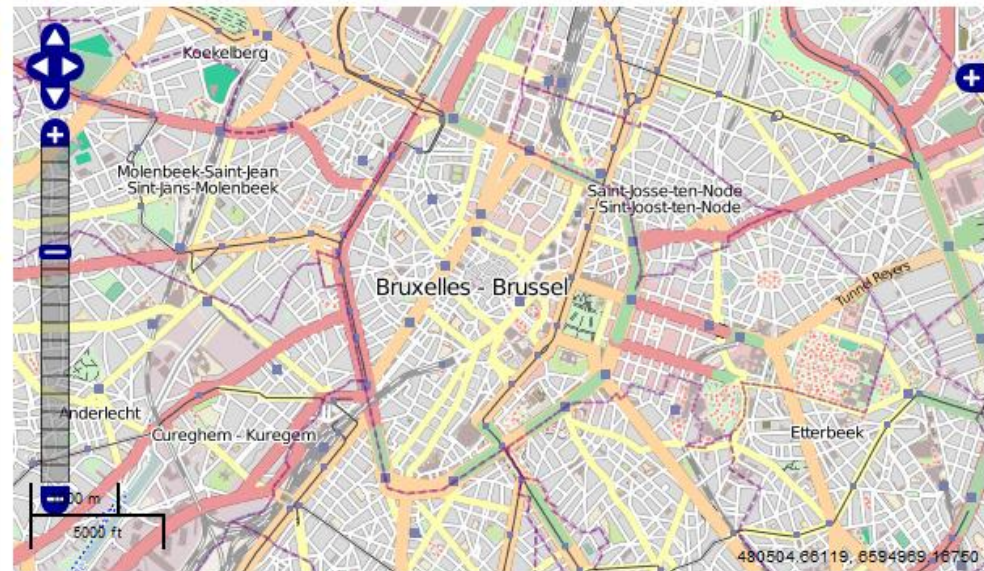 Koekelberg
Molenbeek-Saint-Jean
- Sint-Jans-Molenbeek
Saint-Josse-ten-Node
- Sint-Joost-ten-Node
Tunnel Reyers
Bruxelles - Brussel
Anderlecht
Cureghem - Kuregem
Etterbeek
m
5000 ft
480504.66119, 6594969.16750